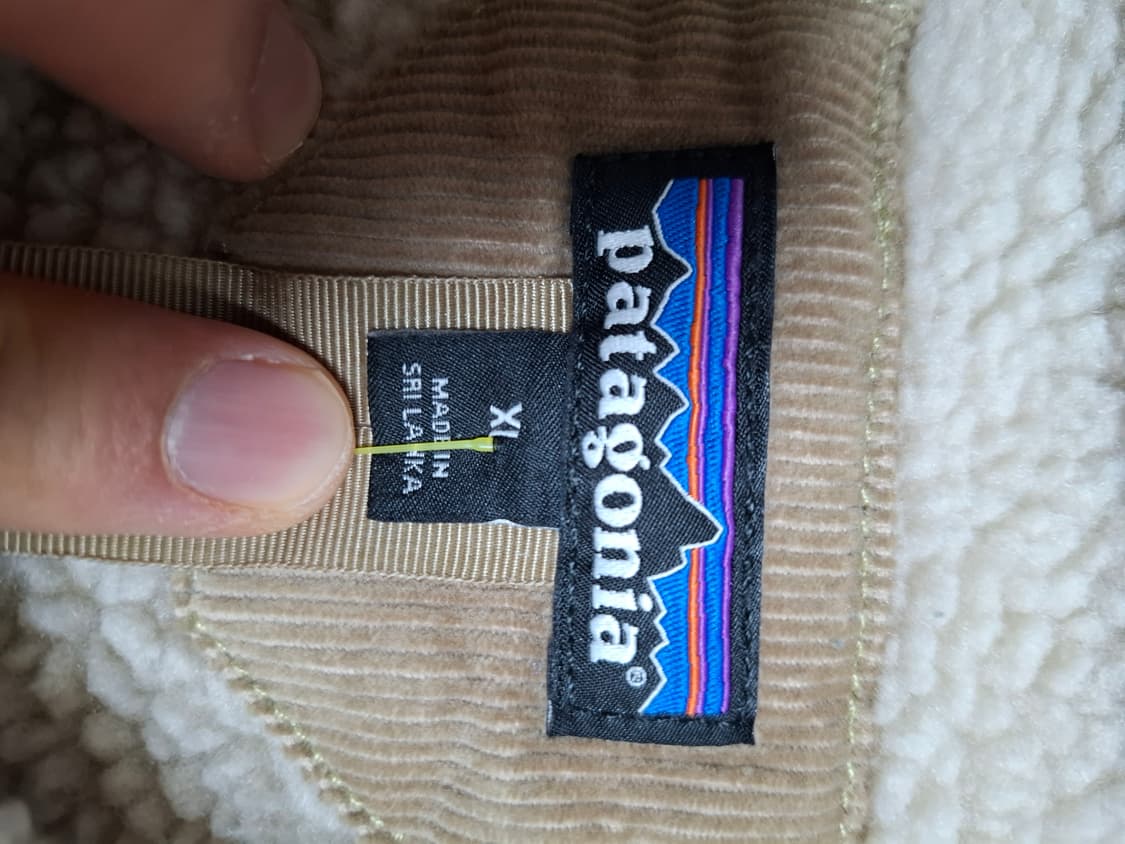 patagonia®
XL
MADE IN
SRI LANKA